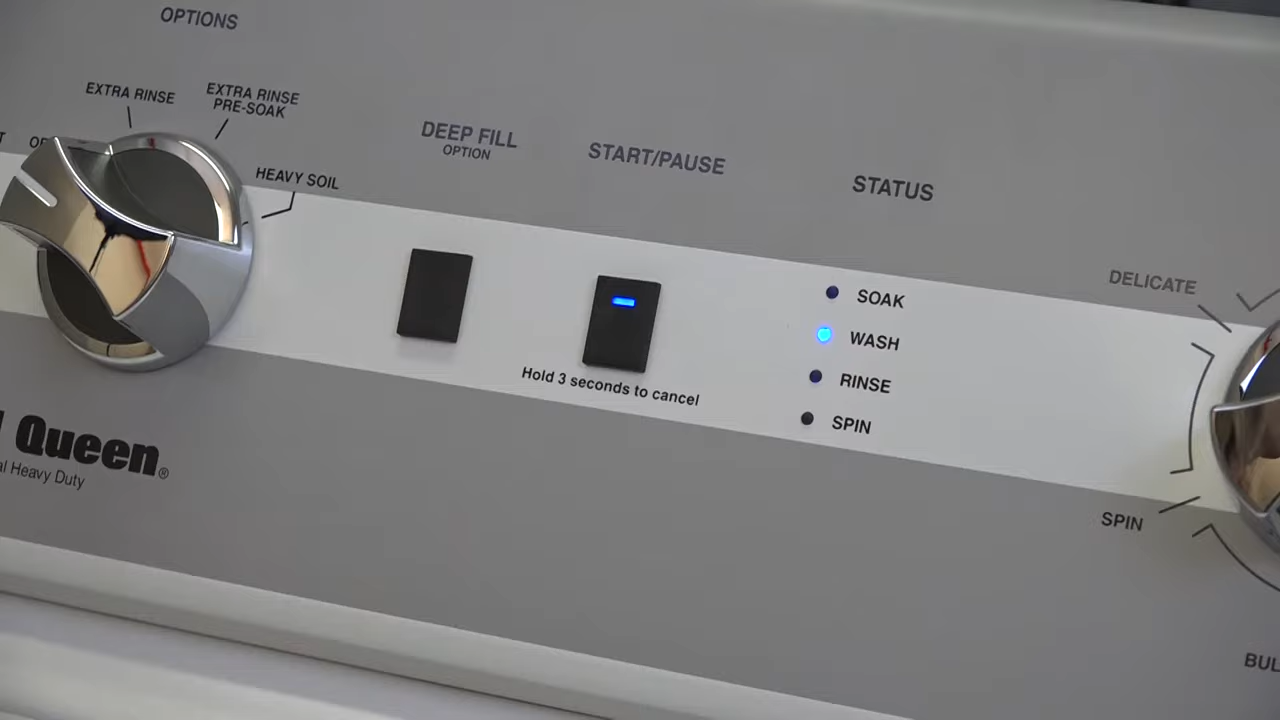 OPTIONS
EXTRA RINSE
EXTRA RINSE
PRE-SOAK
HEAVY SOIL
DEEP FILL
OPTION
START/PAUSE
STATUS
Hold 3 seconds to cancel
SOAK
WASH
RINSE
SPIN
DELICATE
SPIN
Queen®
Heavy Duty